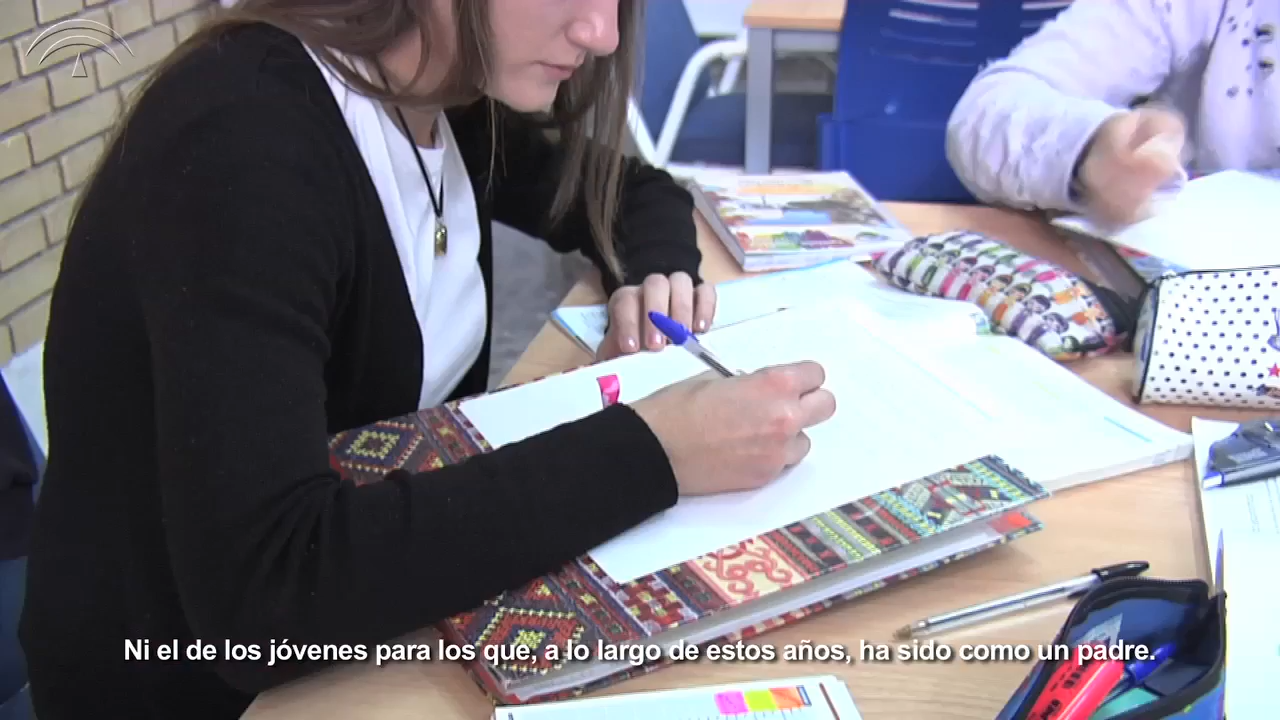 Ni el de los jóvenes para los que, a lo largo de estos años, ha sido como un padre.